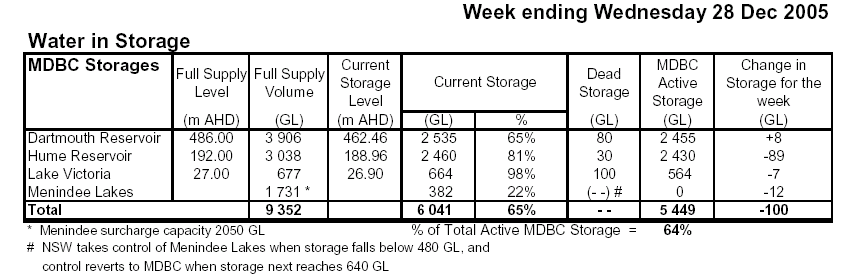 Week ending Wednesday 28 Dec 2005
Water in Storage
MDBC Storages Full Supply Level (m AHD) Full Supply Volume (GL) Current Storage Level (m AHD) Current Storage (GL) % Dead Storage (GL) MDBC Active Storage (GL) Change in Storage for the week (GL)
Dartmouth Reservoir 486.00 3 906 462.46 2 535 65% 80 2 455 +8
Hume Reservoir 192.00 3 038 188.96 2 460 81% 30 2 430 -89
Lake Victoria 27.00 677 26.90 664 98% 100 564 -7
Menindee Lakes 1 731 * 382 22% (- -) # 0 -12
Total 9 352 6 041 65% - - 5 449 -100
* Menindee surcharge capacity 2050 GL % of Total Active MDBC Storage = 64%
# NSW takes control of Menindee Lakes when storage falls below 480 GL, and
control reverts to MDBC when storage next reaches 640 GL